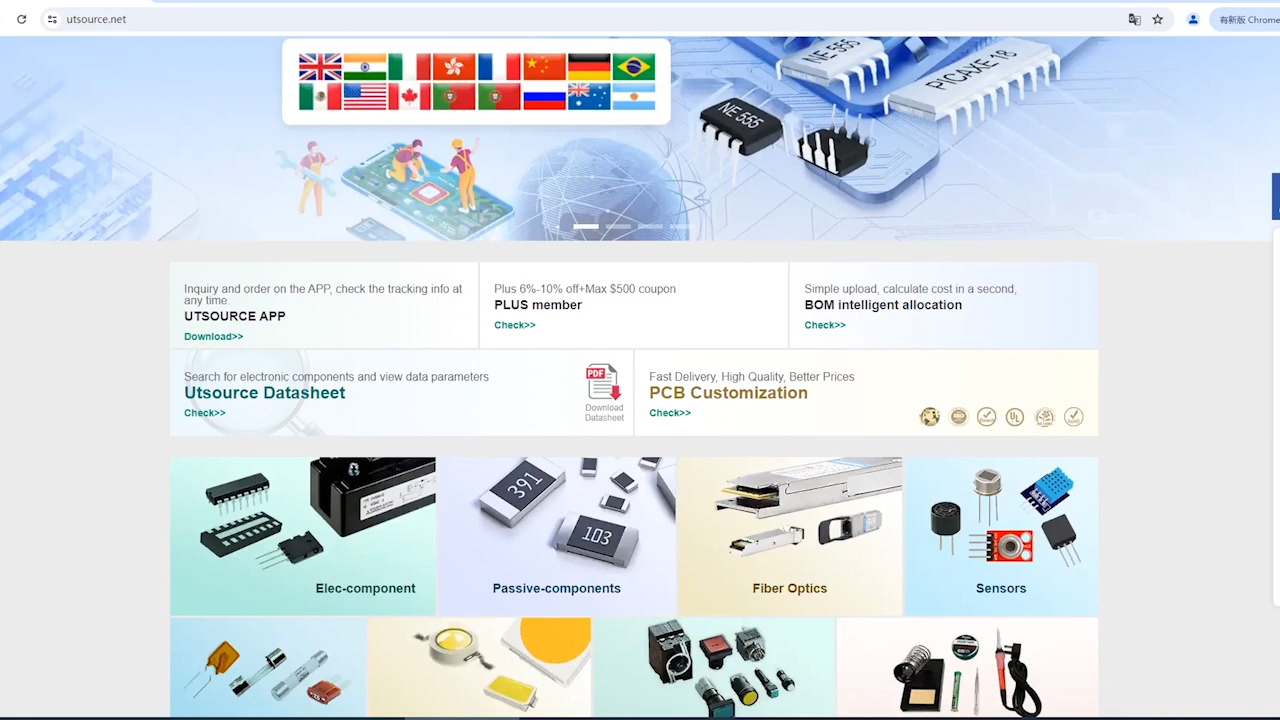 utsource.net
有新版 Chrome
NE 555
PICAXE-18
NE 555
Inquiry and order on the APP, check the tracking info at
any time.
UTSOURCE APP
Download>>
Plus 6%-10% off+Max $500 coupon
PLUS member
Check>>
Simple upload, calculate cost in a second,
BOM intelligent allocation
Check>>
Search for electronic components and view data parameters
Utsource Datasheet
Check>>
PDF
Download
Datasheet
Fast Delivery, High Quality, Better Prices
PCB Customization
Check>>
UL
391
103
Elec-component
Passive-components
Fiber Optics
Sensors